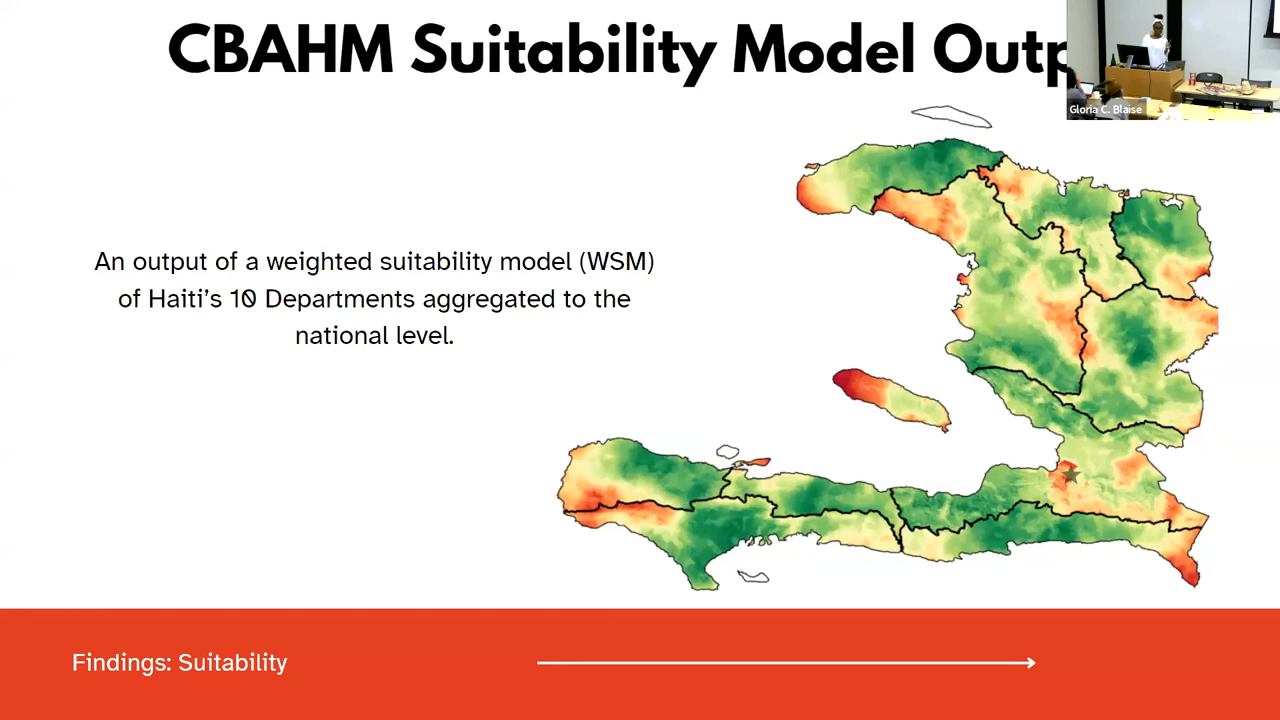 CBAHM Suitability Model Outp
Gloria C. Blaise
An output of a weighted suitability model (WSM)
of Haiti's 10 Departments aggregated to the
national level.
Findings: Suitability